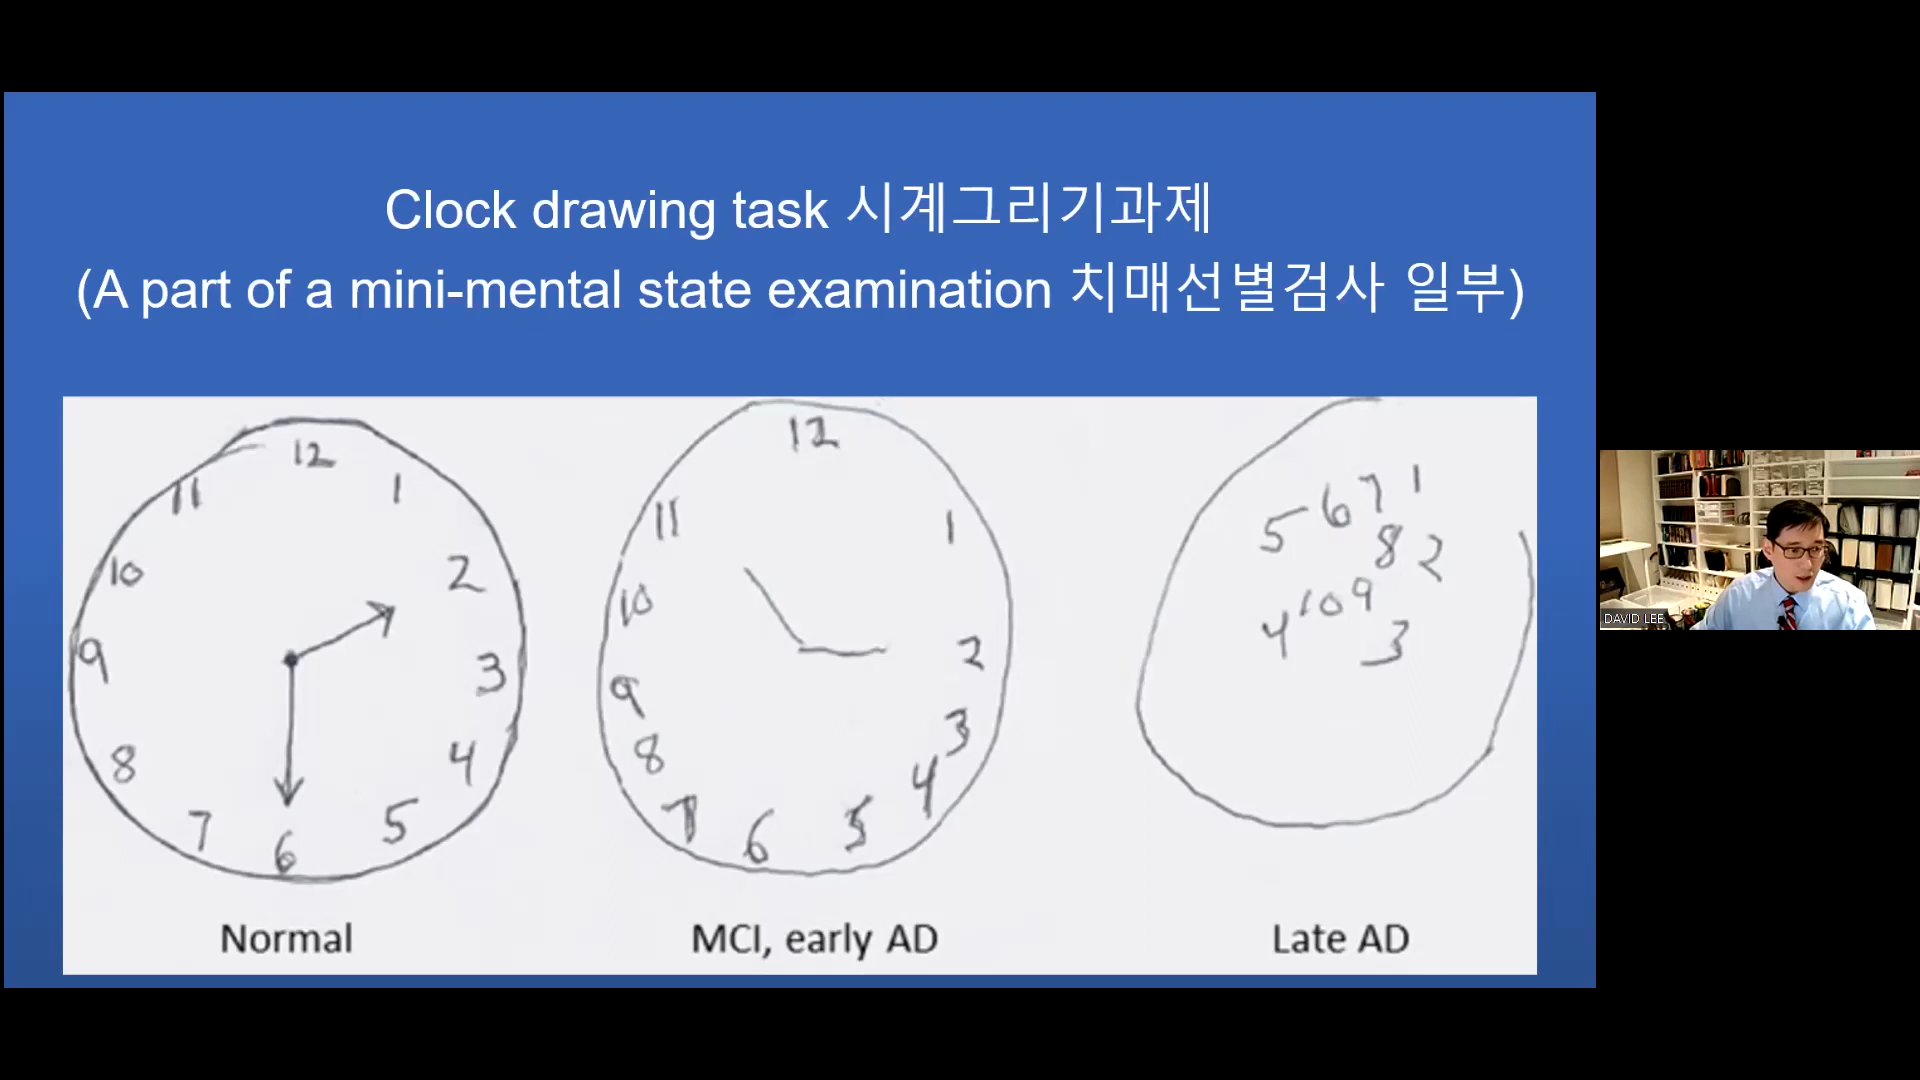 Clock drawing task 시계그리기과제
(A part of a mini-mental state examination 치매선별검사 일부)
12
11 1
10 2
9 3
8 4
7 5
6
Normal
12
11 1
10 2
9 3
8 4
7 6 5
MCI, early AD
5 6 7 1
8 2
4 10 9
3
Late AD
DAVID LEE